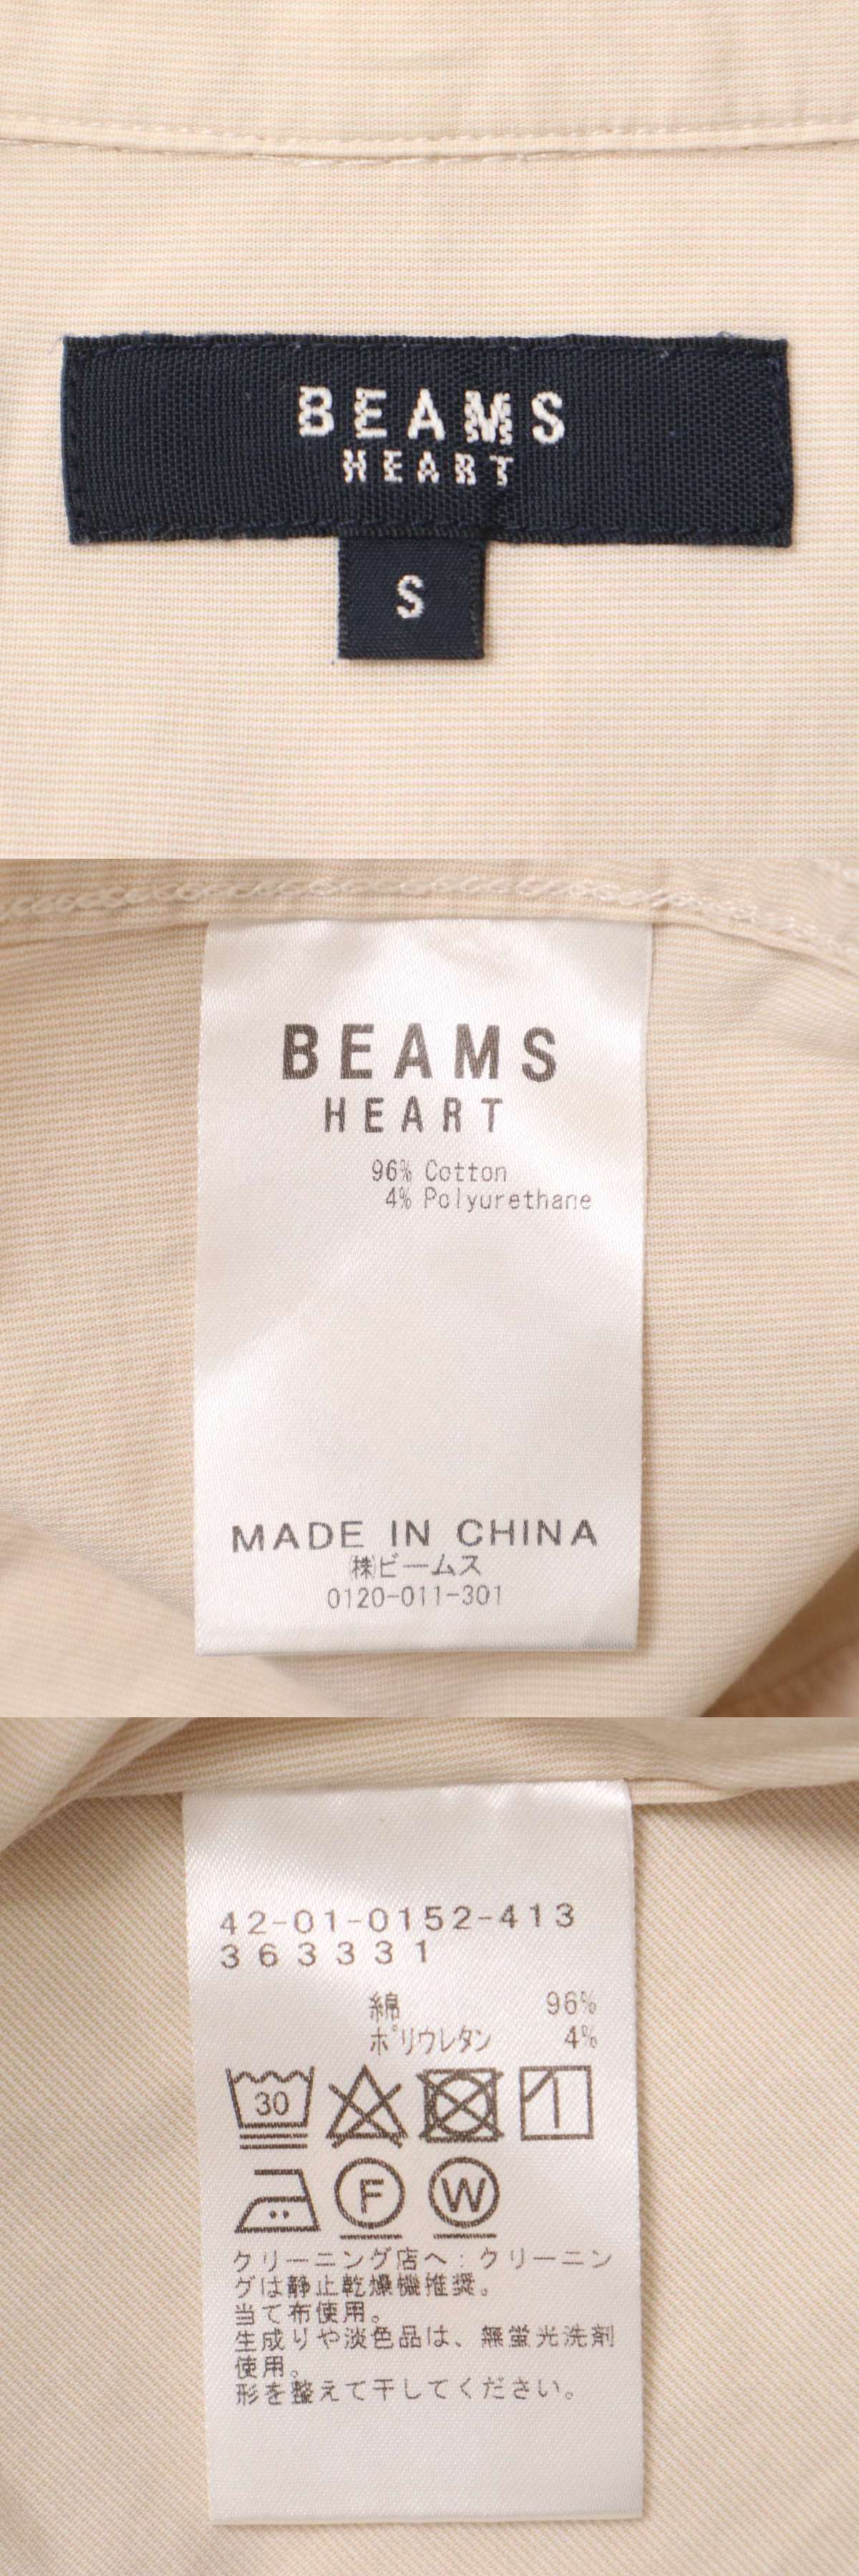 BEAMS
HEART
S
BEAMS
HEART
96% Cotton
4% Polyurethane
MADE IN CHINA
㈱ビームス
0120-011-301
42-01-0152-413
363331
綿 96%
ポリウレタン 4%
30
F W
クリーニング店へ：クリーニン
グは静止乾燥機推奨。
当て布使用。
生成りや淡色品は、無蛍光洗剤
使用。
形を整えて干してください。